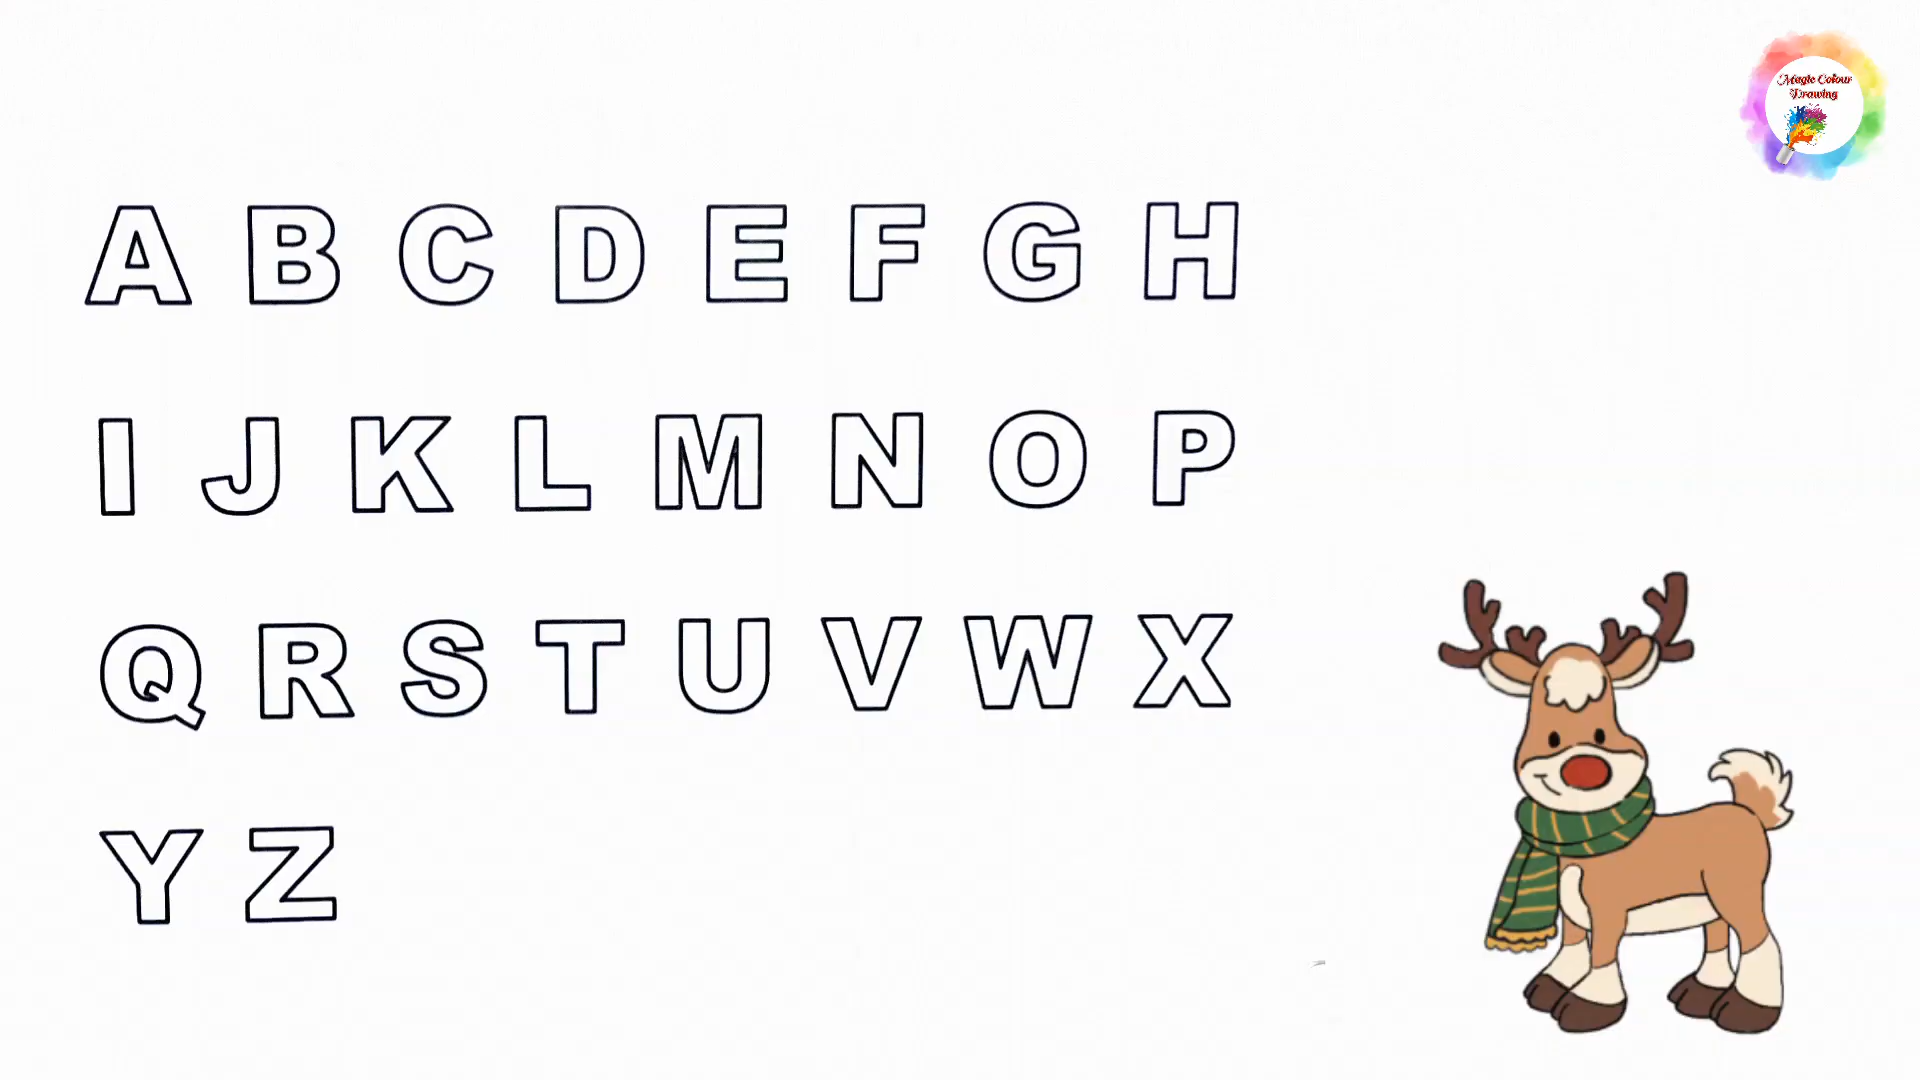 Magic Colour
Drawing
A B C D E F G H
I J K L M N O P
Q R S T U V W X
Y Z